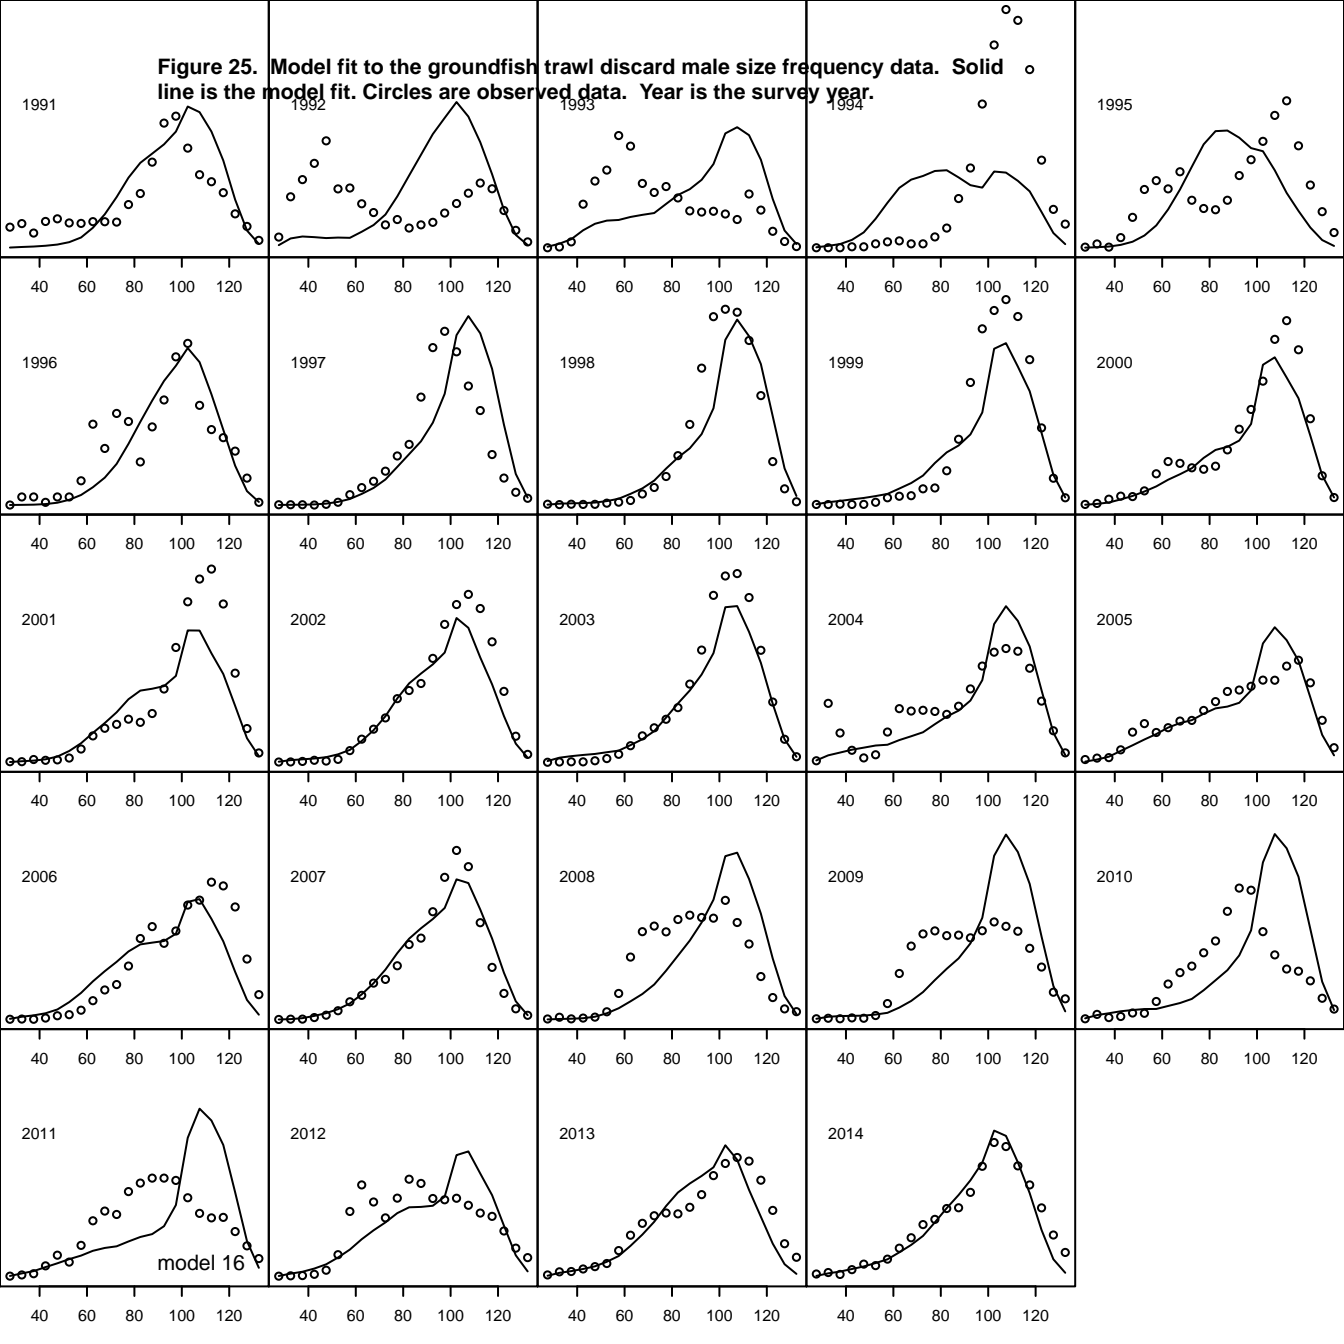 Figure 25.  Model fit to the groundfish trawl discard male size frequency data.  Solid
line is the model fit. Circles are observed data.  Year is the survey year.
1991 1992 1993 1994 1995
40 60 80 100 120 40 60 80 100 120 40 60 80 100 120 40 60 80 100 120 40 60 80 100 120
1996 1997 1998 1999 2000
40 60 80 100 120 40 60 80 100 120 40 60 80 100 120 40 60 80 100 120 40 60 80 100 120
2001 2002 2003 2004 2005
40 60 80 100 120 40 60 80 100 120 40 60 80 100 120 40 60 80 100 120 40 60 80 100 120
2006 2007 2008 2009 2010
40 60 80 100 120 40 60 80 100 120 40 60 80 100 120 40 60 80 100 120 40 60 80 100 120
2011 2012 2013 2014
model 16
40 60 80 100 120 40 60 80 100 120 40 60 80 100 120 40 60 80 100 120